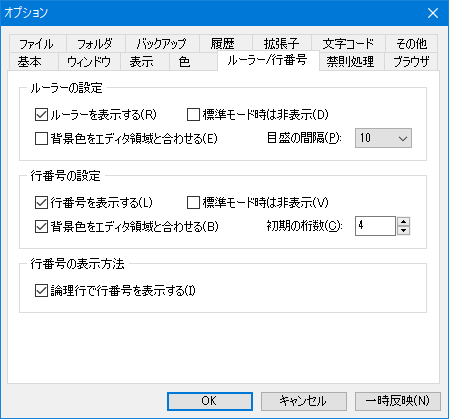 オプション
ファイル フォルダ バックアップ 履歴 拡張子 文字コード その他
基本 ウィンドウ 表示 色 ルーラー/行番号 禁則処理 ブラウザ
ルーラーの設定
ルーラーを表示する(R) 標準モード時は非表示(D)
背景色をエディタ領域と合わせる(E) 目盛の間隔(P): 10
行番号の設定
行番号を表示する(L) 標準モード時は非表示(V)
背景色をエディタ領域と合わせる(B) 初期の桁数(C): 4
行番号の表示方法
論理行で行番号を表示する(I)
OK キャンセル 一時反映(N)